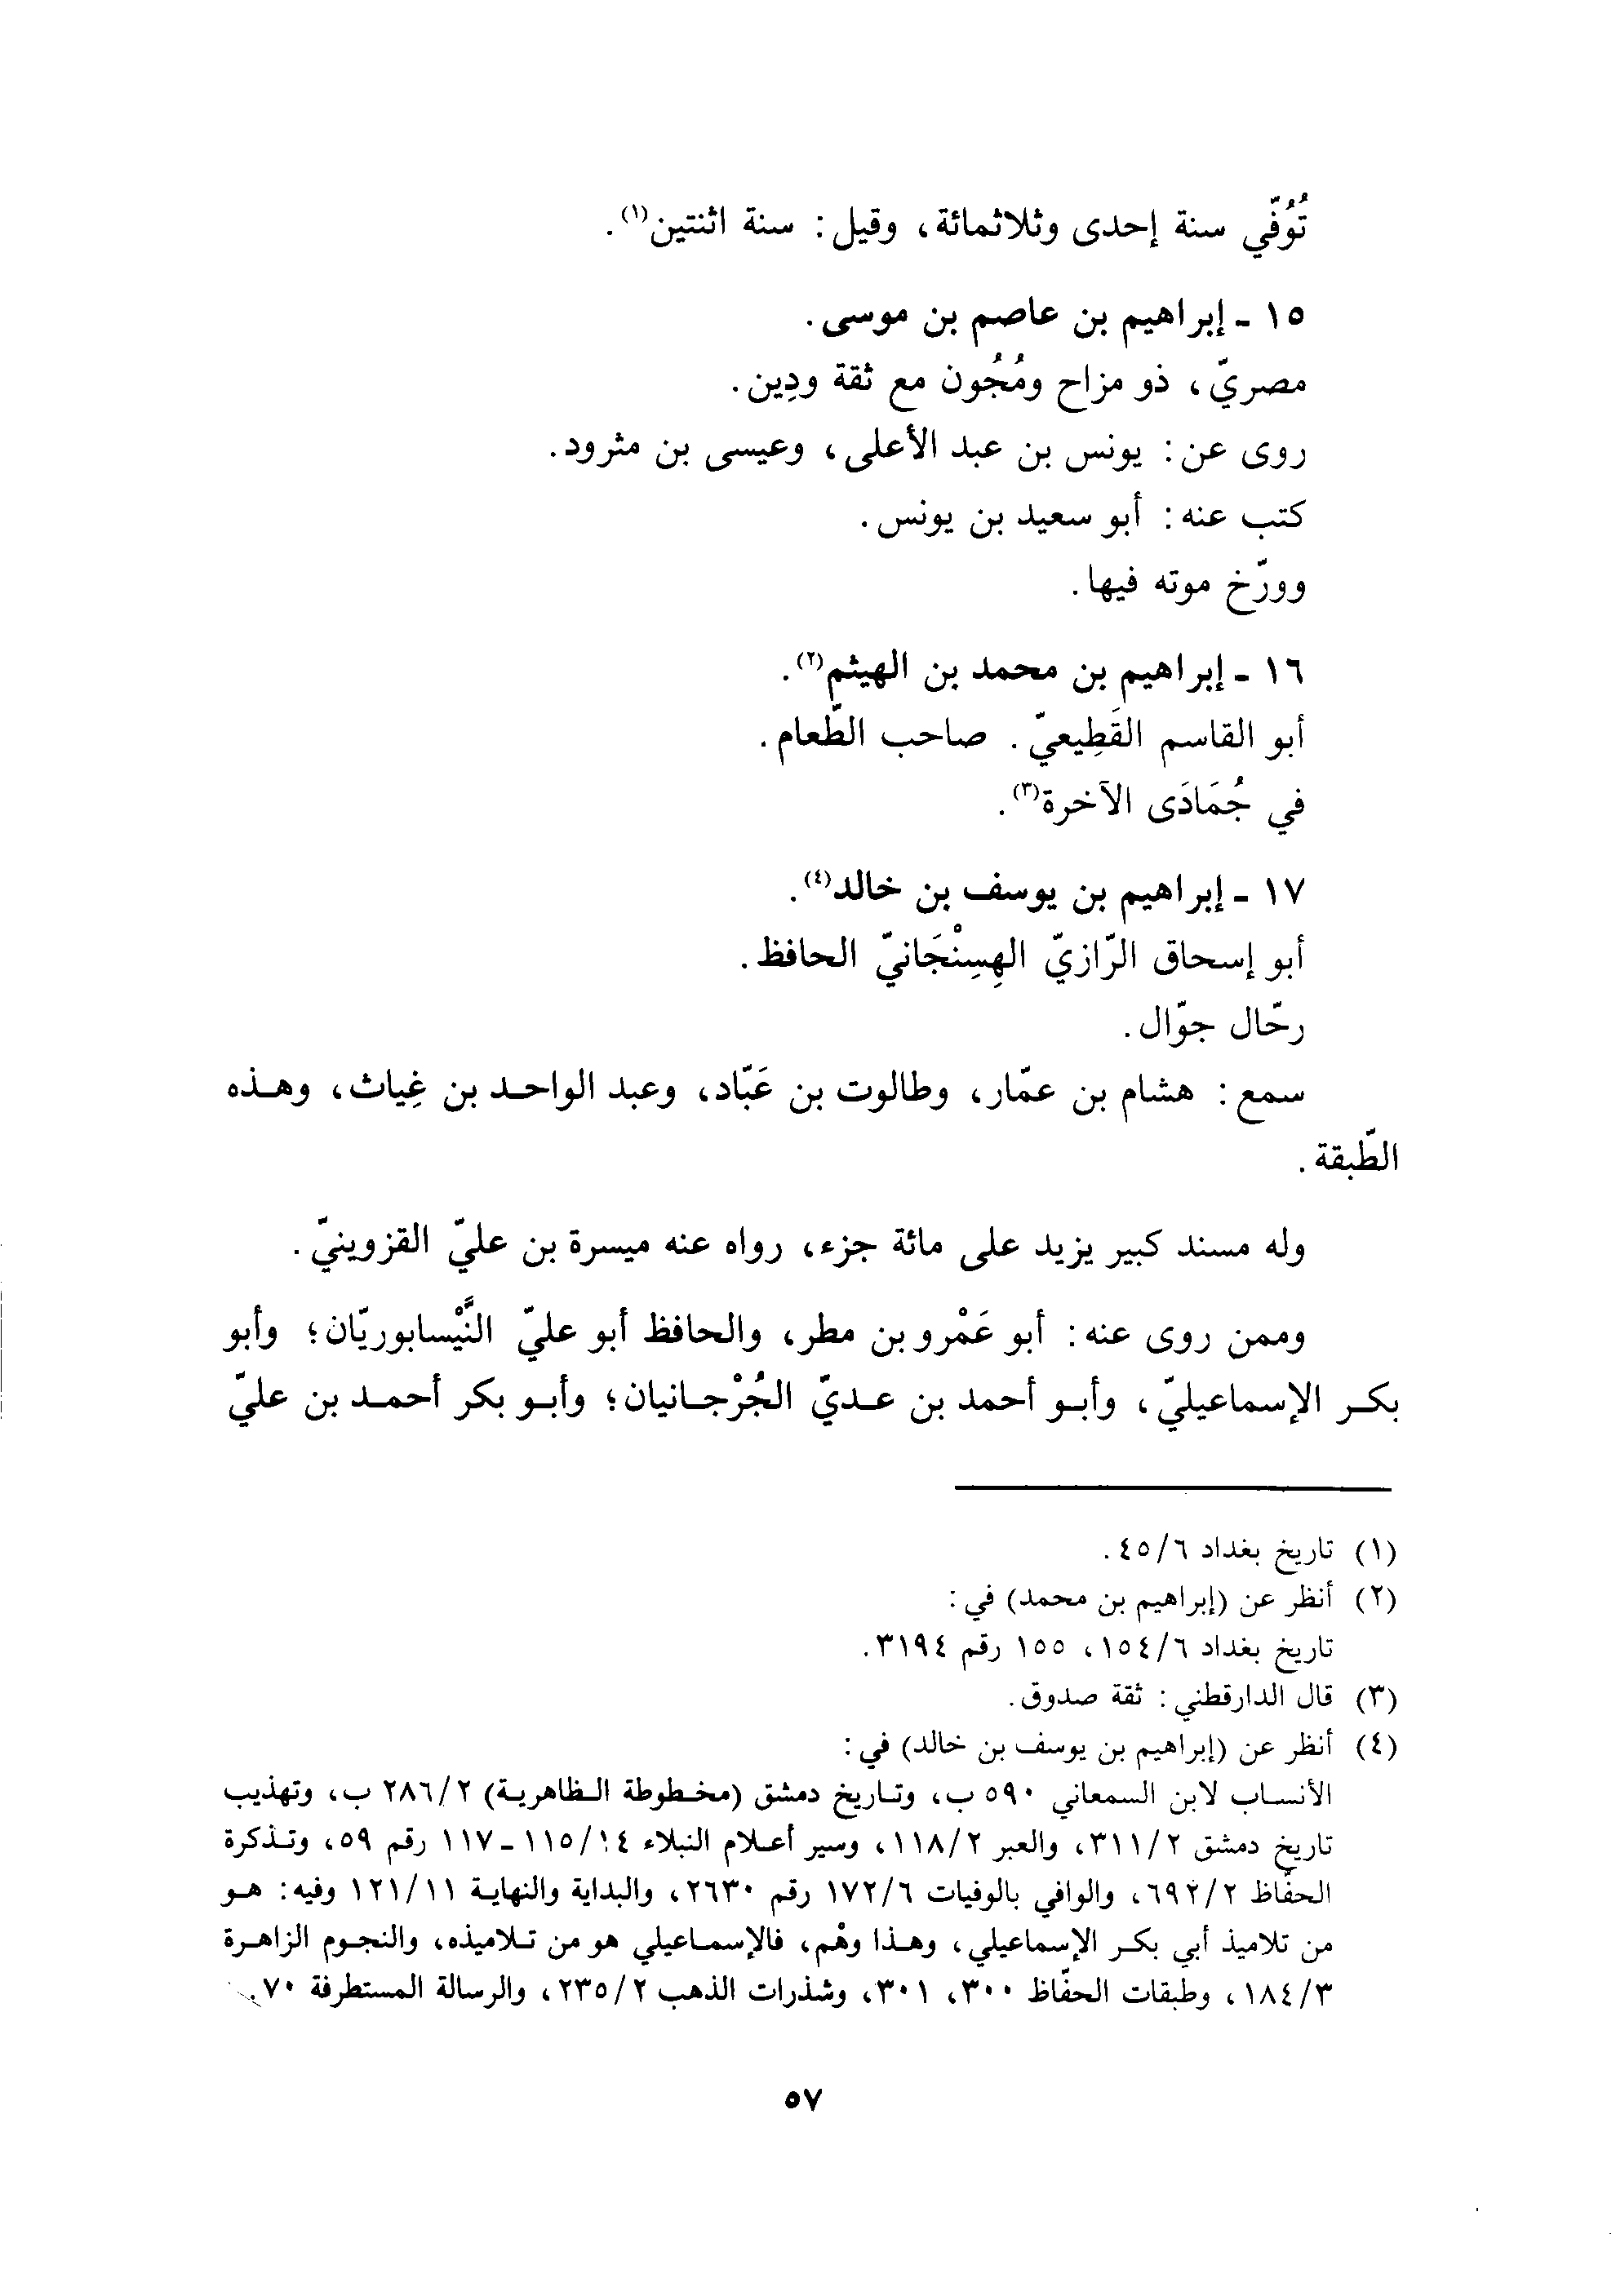 تُوُفّي سنة إحدى وثلاثمائة، وقيل: سنة اثنتين(١).
١٥ - إبراهيم بن عاصم بن موسى.
مصريّ، ذو مزاح ومُجُون مع ثقة ودِين.
روى عن: يونس بن عبد الأعلى، وعيسى بن مثرود.
كتب عنه: أبو سعيد بن يونس.
وورّخ موته فيها.
١٦ - إبراهيم بن محمد بن الهيثم(٢).
أبو القاسم القَطِيعيّ. صاحب الطّعام.
في جُمَادَى الآخرة(٣).
١٧ - إبراهيم بن يوسف بن خالد(٤).
أبو إسحاق الرّازيّ الهِسِنْجَانيّ الحافظ.
رحّال جوّال.
سمع: هشام بن عمّار، وطالوت بن عَبّاد، وعبد الواحد بن غِياث، وهذه
الطّبقة.
وله مسند كبير يزيد على مائة جزء، رواه عنه ميسرة بن عليّ القزوينيّ.
وممن روى عنه: أبو عَمْرو بن مطر، والحافظ أبو عليّ النَّيْسابوريّان؛ وأبو
بكر الإسماعيليّ، وأبو أحمد بن عديّ الجُرْجانيان؛ وأبو بكر أحمد بن عليّ
(١) تاريخ بغداد ٤٥/٦.
(٢) أنظر عن (إبراهيم بن محمد) في:
تاريخ بغداد ١٥٤/٦، ١٥٥ رقم ٣١٩٤.
(٣) قال الدارقطني: ثقة صدوق.
(٤) أنظر عن (إبراهيم بن يوسف بن خالد) في:
الأنساب لابن السمعاني ٥٩٠ ب، وتاريخ دمشق (مخطوطة الظاهرية) ٢٨٦/٢ ب، وتهذيب
تاريخ دمشق ٣١١/٢، والعبر ١١٨/٢، وسير أعلام النبلاء ١١٥/١٤ - ١١٧ رقم ٥٩، وتذكرة
الحفّاظ ٦٩٢/٢، والوافي بالوفيات ١٧٢/٦ رقم ٢٦٣٠، والبداية والنهاية ١٢١/١١ وفيه: هو
من تلاميذ أبي بكر الإسماعيلي، وهذا وهْم، فالإسماعيلي هو من تلاميذه، والنجوم الزاهرة
١٨٤/٣، وطبقات الحفّاظ ٣٠٠، ٣٠١، وشذرات الذهب ٢٣٥/٢، والرسالة المستطرفة ٧٠.
٥٧